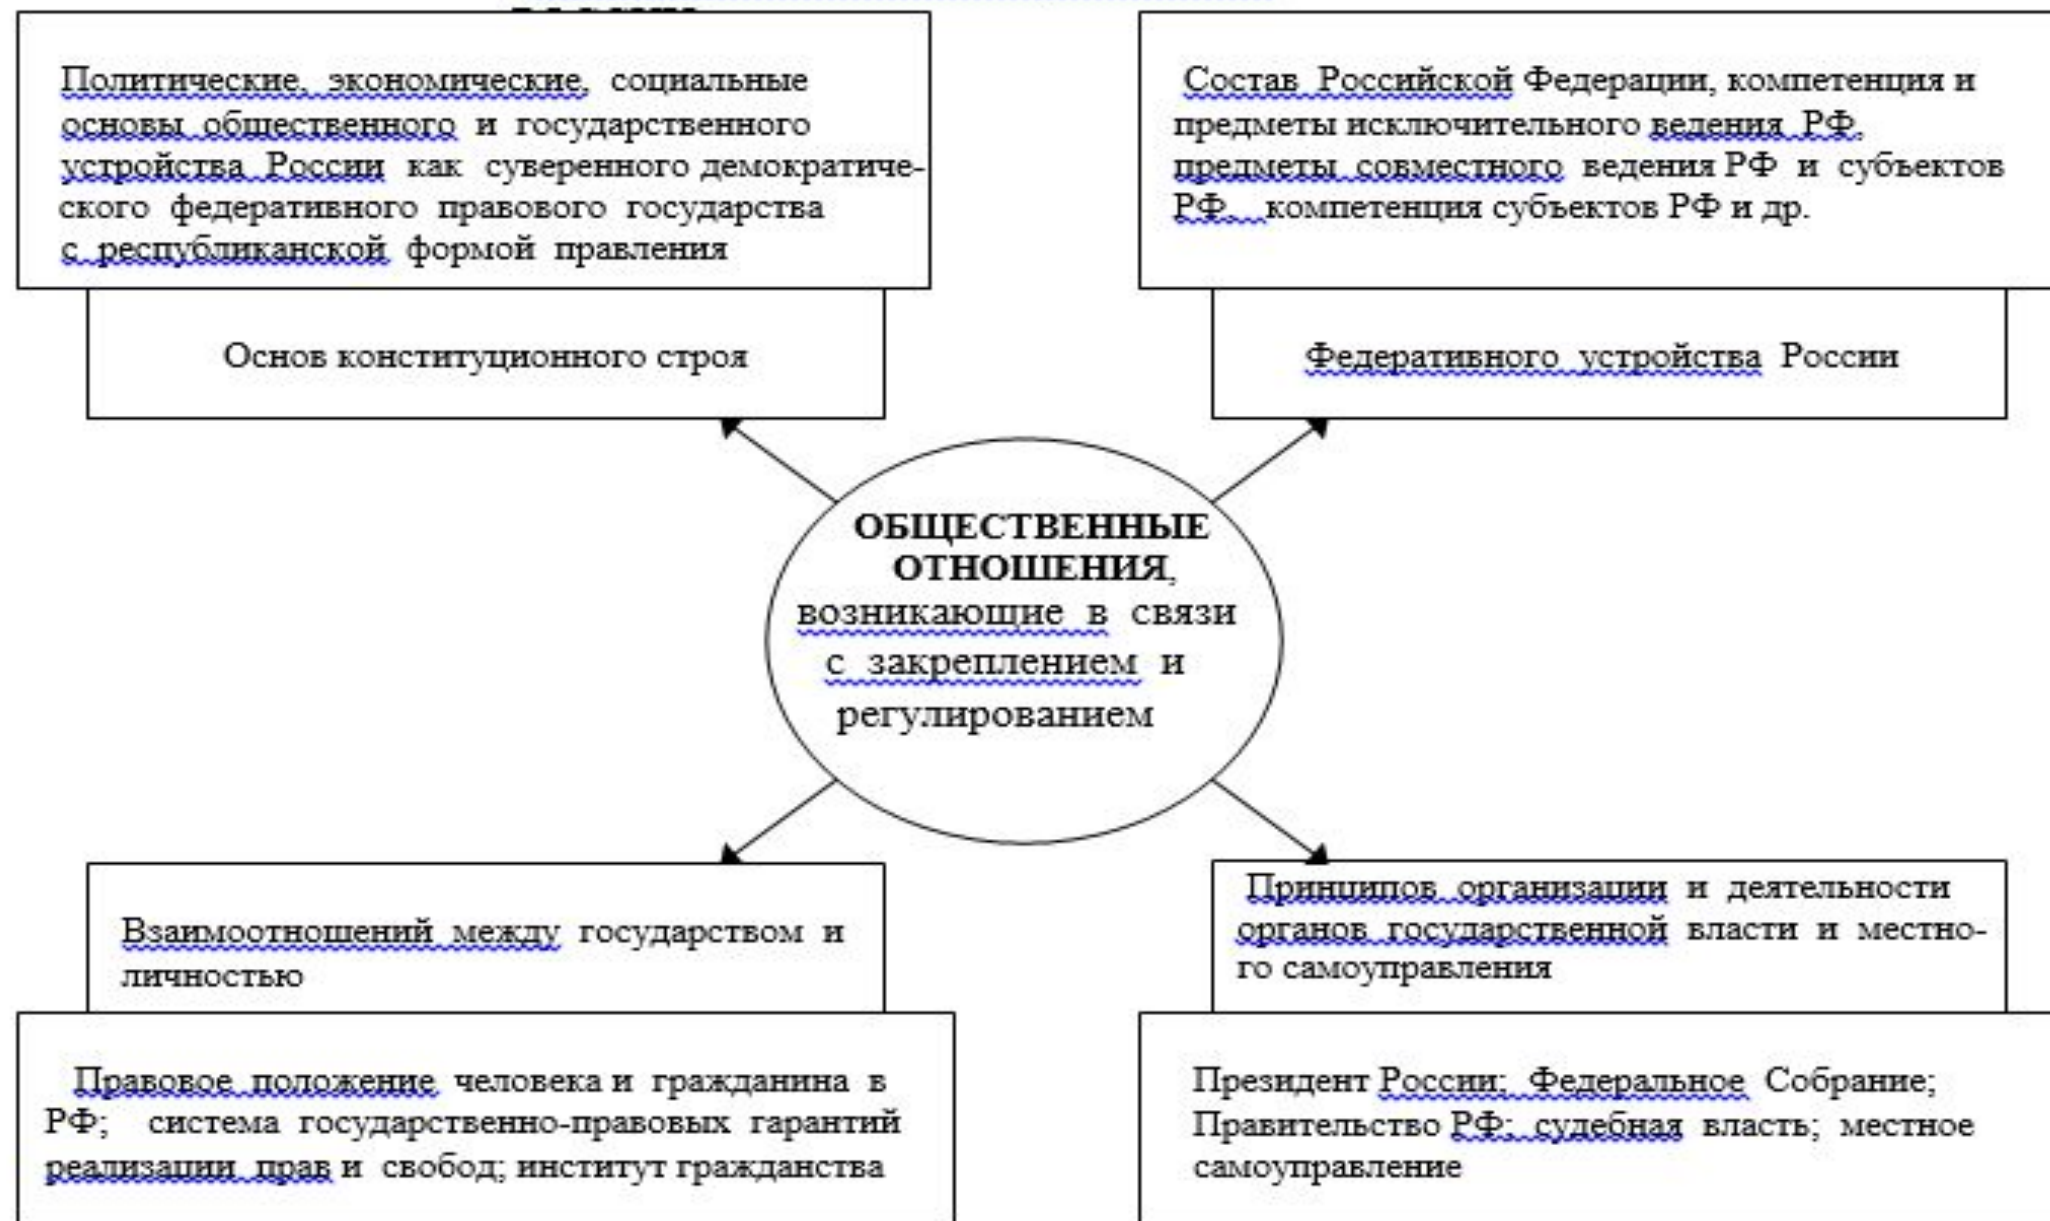 Политические, экономические, социальные
основы общественного и государственного
устройства России как суверенного демократиче-
ского федеративного правового государства
с республиканской формой правления
Основ конституционного строя
Состав Российской Федерации, компетенция и
предметы исключительного ведения РФ,
предметы совместного ведения РФ и субъектов
РФ, компетенция субъектов РФ и др.
Федеративного устройства России
ОБЩЕСТВЕННЫЕ
ОТНОШЕНИЯ,
возникающие в связи
с закреплением и
регулированием
Взаимоотношений между государством и
личностью
Правовое положение человека и гражданина в
РФ; система государственно-правовых гарантий
реализации прав и свобод; институт гражданства
Принципов организации и деятельности
органов государственной власти и местно-
го самоуправления
Президент России; Федеральное Собрание;
Правительство РФ; судебная власть; местное
самоуправление